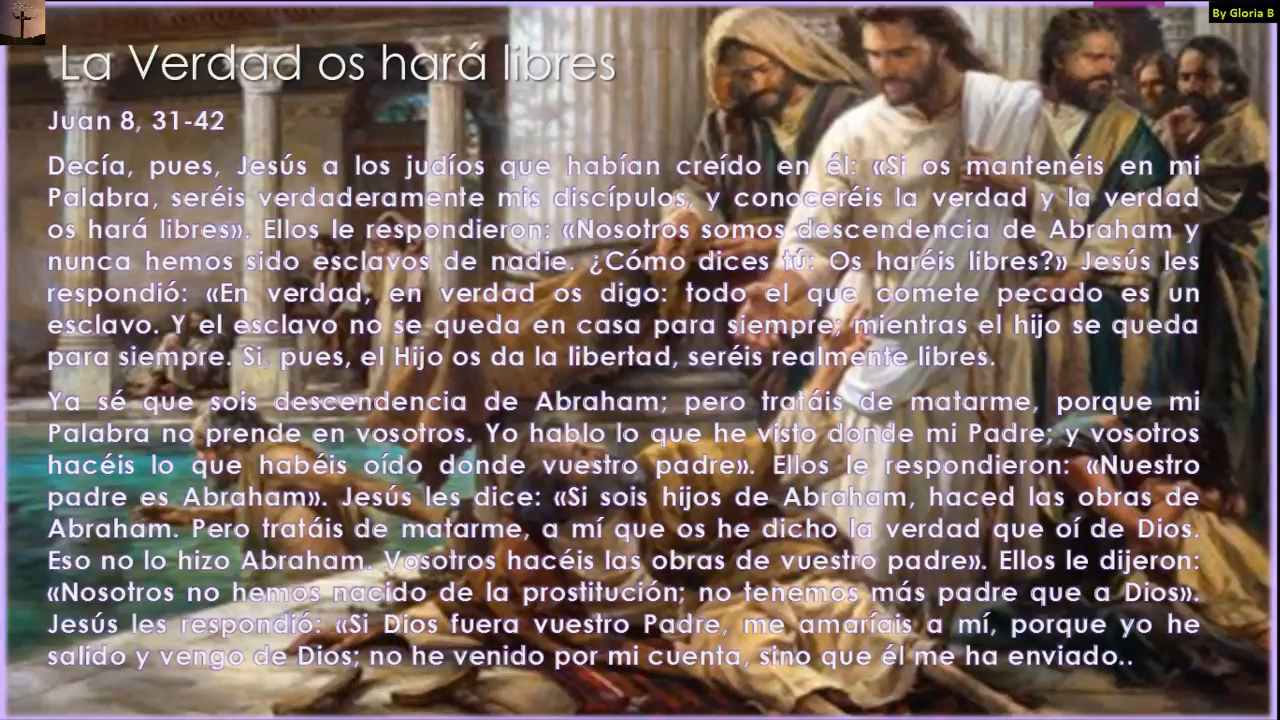 By Gloria B
La Verdad os hará libres
Juan 8, 31-42
Decía, pues, Jesús a los judíos que habían creído en él: «Si os mantenéis en mi
Palabra, seréis verdaderamente mis discípulos, y conoceréis la verdad y la verdad
os hará libres». Ellos le respondieron: «Nosotros somos descendencia de Abraham y
nunca hemos sido esclavos de nadie. ¿Cómo dices tú: Os haréis libres?» Jesús les
respondió: «En verdad, en verdad os digo: todo el que comete pecado es un
esclavo. Y el esclavo no se queda en casa para siempre; mientras el hijo se queda
para siempre. Si, pues, el Hijo os da la libertad, seréis realmente libres.
Ya sé que sois descendencia de Abraham; pero tratáis de matarme, porque mi
Palabra no prende en vosotros. Yo hablo lo que he visto donde mi Padre; y vosotros
hacéis lo que habéis oído donde vuestro padre». Ellos le respondieron: «Nuestro
padre es Abraham». Jesús les dice: «Si sois hijos de Abraham, haced las obras de
Abraham. Pero tratáis de matarme, a mí que os he dicho la verdad que oí de Dios.
Eso no lo hizo Abraham. Vosotros hacéis las obras de vuestro padre». Ellos le dijeron:
«Nosotros no hemos nacido de la prostitución; no tenemos más padre que a Dios».
Jesús les respondió: «Si Dios fuera vuestro Padre, me amaríais a mí, porque yo he
salido y vengo de Dios; no he venido por mi cuenta, sino que él me ha enviado..